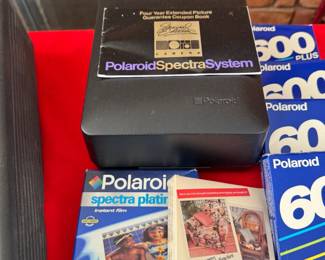 Four Year Extended Picture
Guarantee Coupon Book
PolaroidSpectraSystem
Polaroid
600
PLUS
Polaroid
600
Polaroid
60
Polaroid
60
Polaroid
spectra platin
Instant film